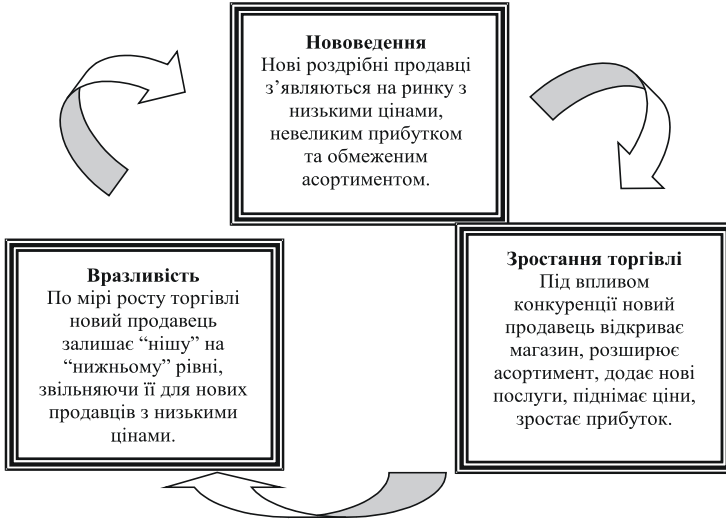 Нововедення
Нові роздрібні продавці
з’являються на ринку з
низькими цінами,
невеликим прибутком
та обмеженим
асортиментом.
Зростання торгівлі
Під впливом
конкуренції новий
продавець відкриває
магазин, розширює
асортимент, додає нові
послуги, піднімає ціни,
зростає прибуток.
Вразливість
По мірі росту торгівлі
новий продавець
залишає “нішу” на
“нижньому” рівні,
звільняючи її для нових
продавців з низькими
цінами.